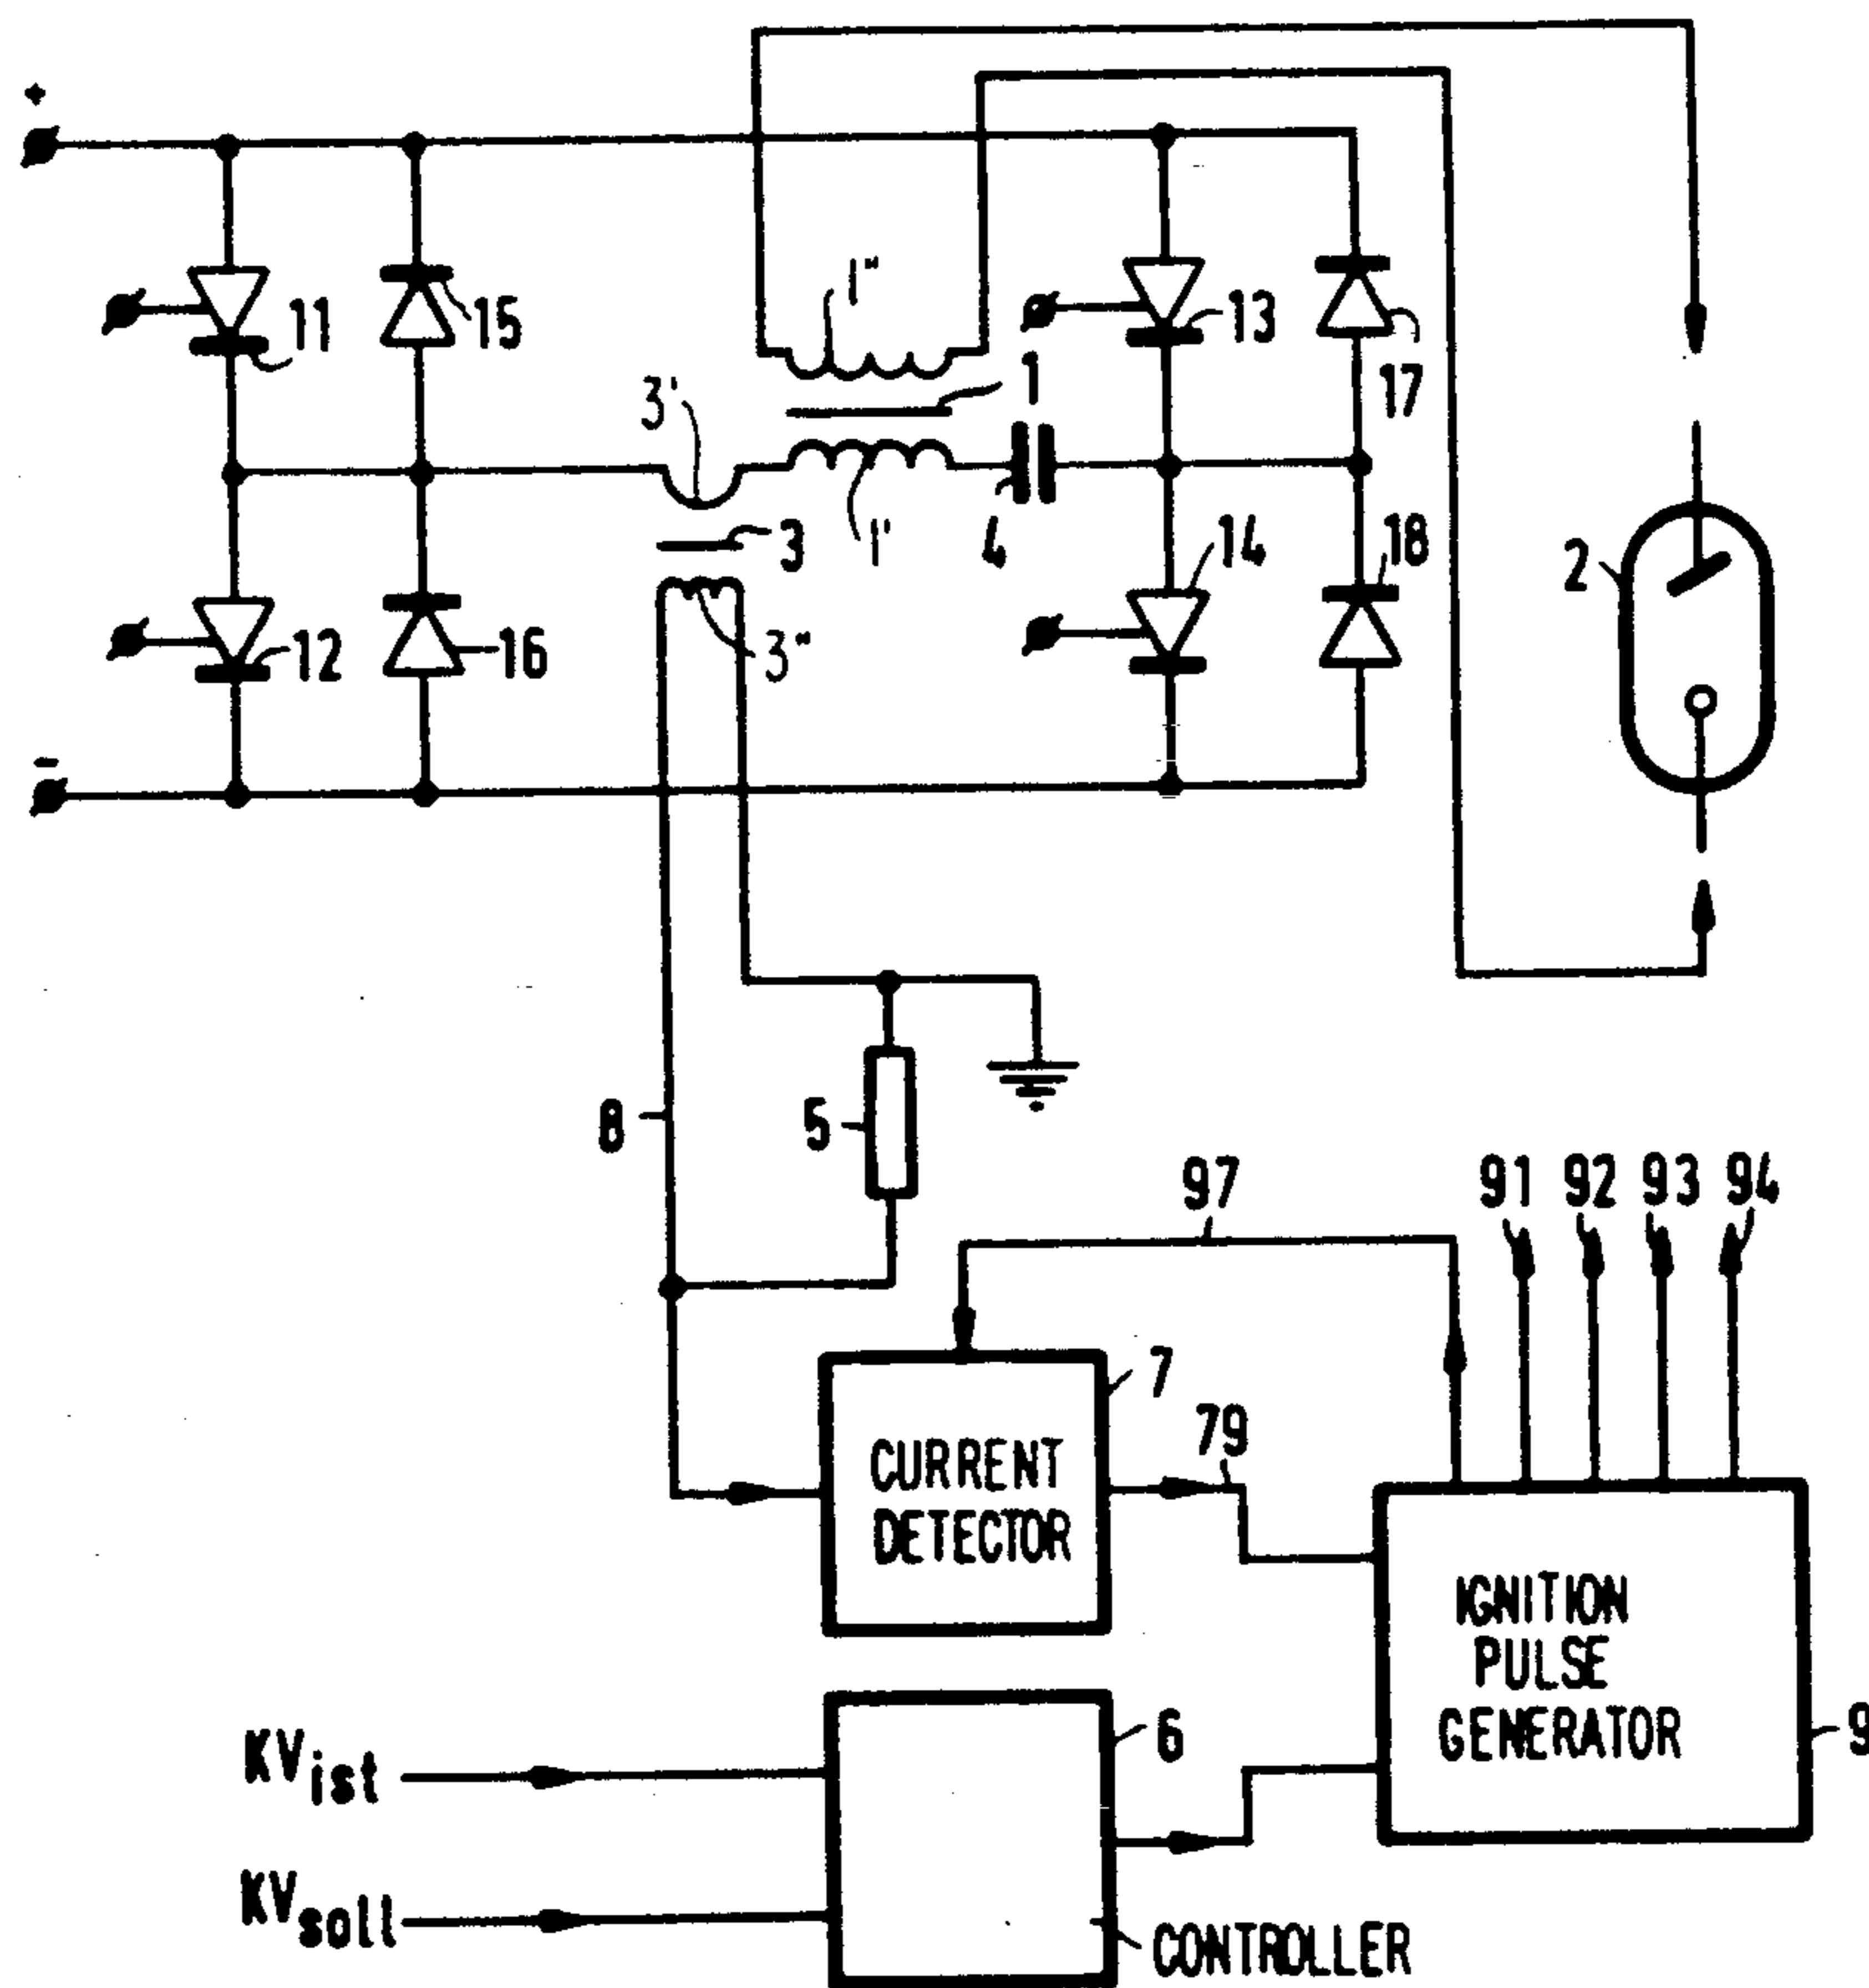 +
1"
11
15
13
1
17
3'
3
1'
4
14
18
2
12
16
3"
-
8
5
97
91 92 93 94
7
79
CURRENT
DETECTOR
IGNITION
PULSE
GENERATOR
9
6
KVist
KVsoll
CONTROLLER